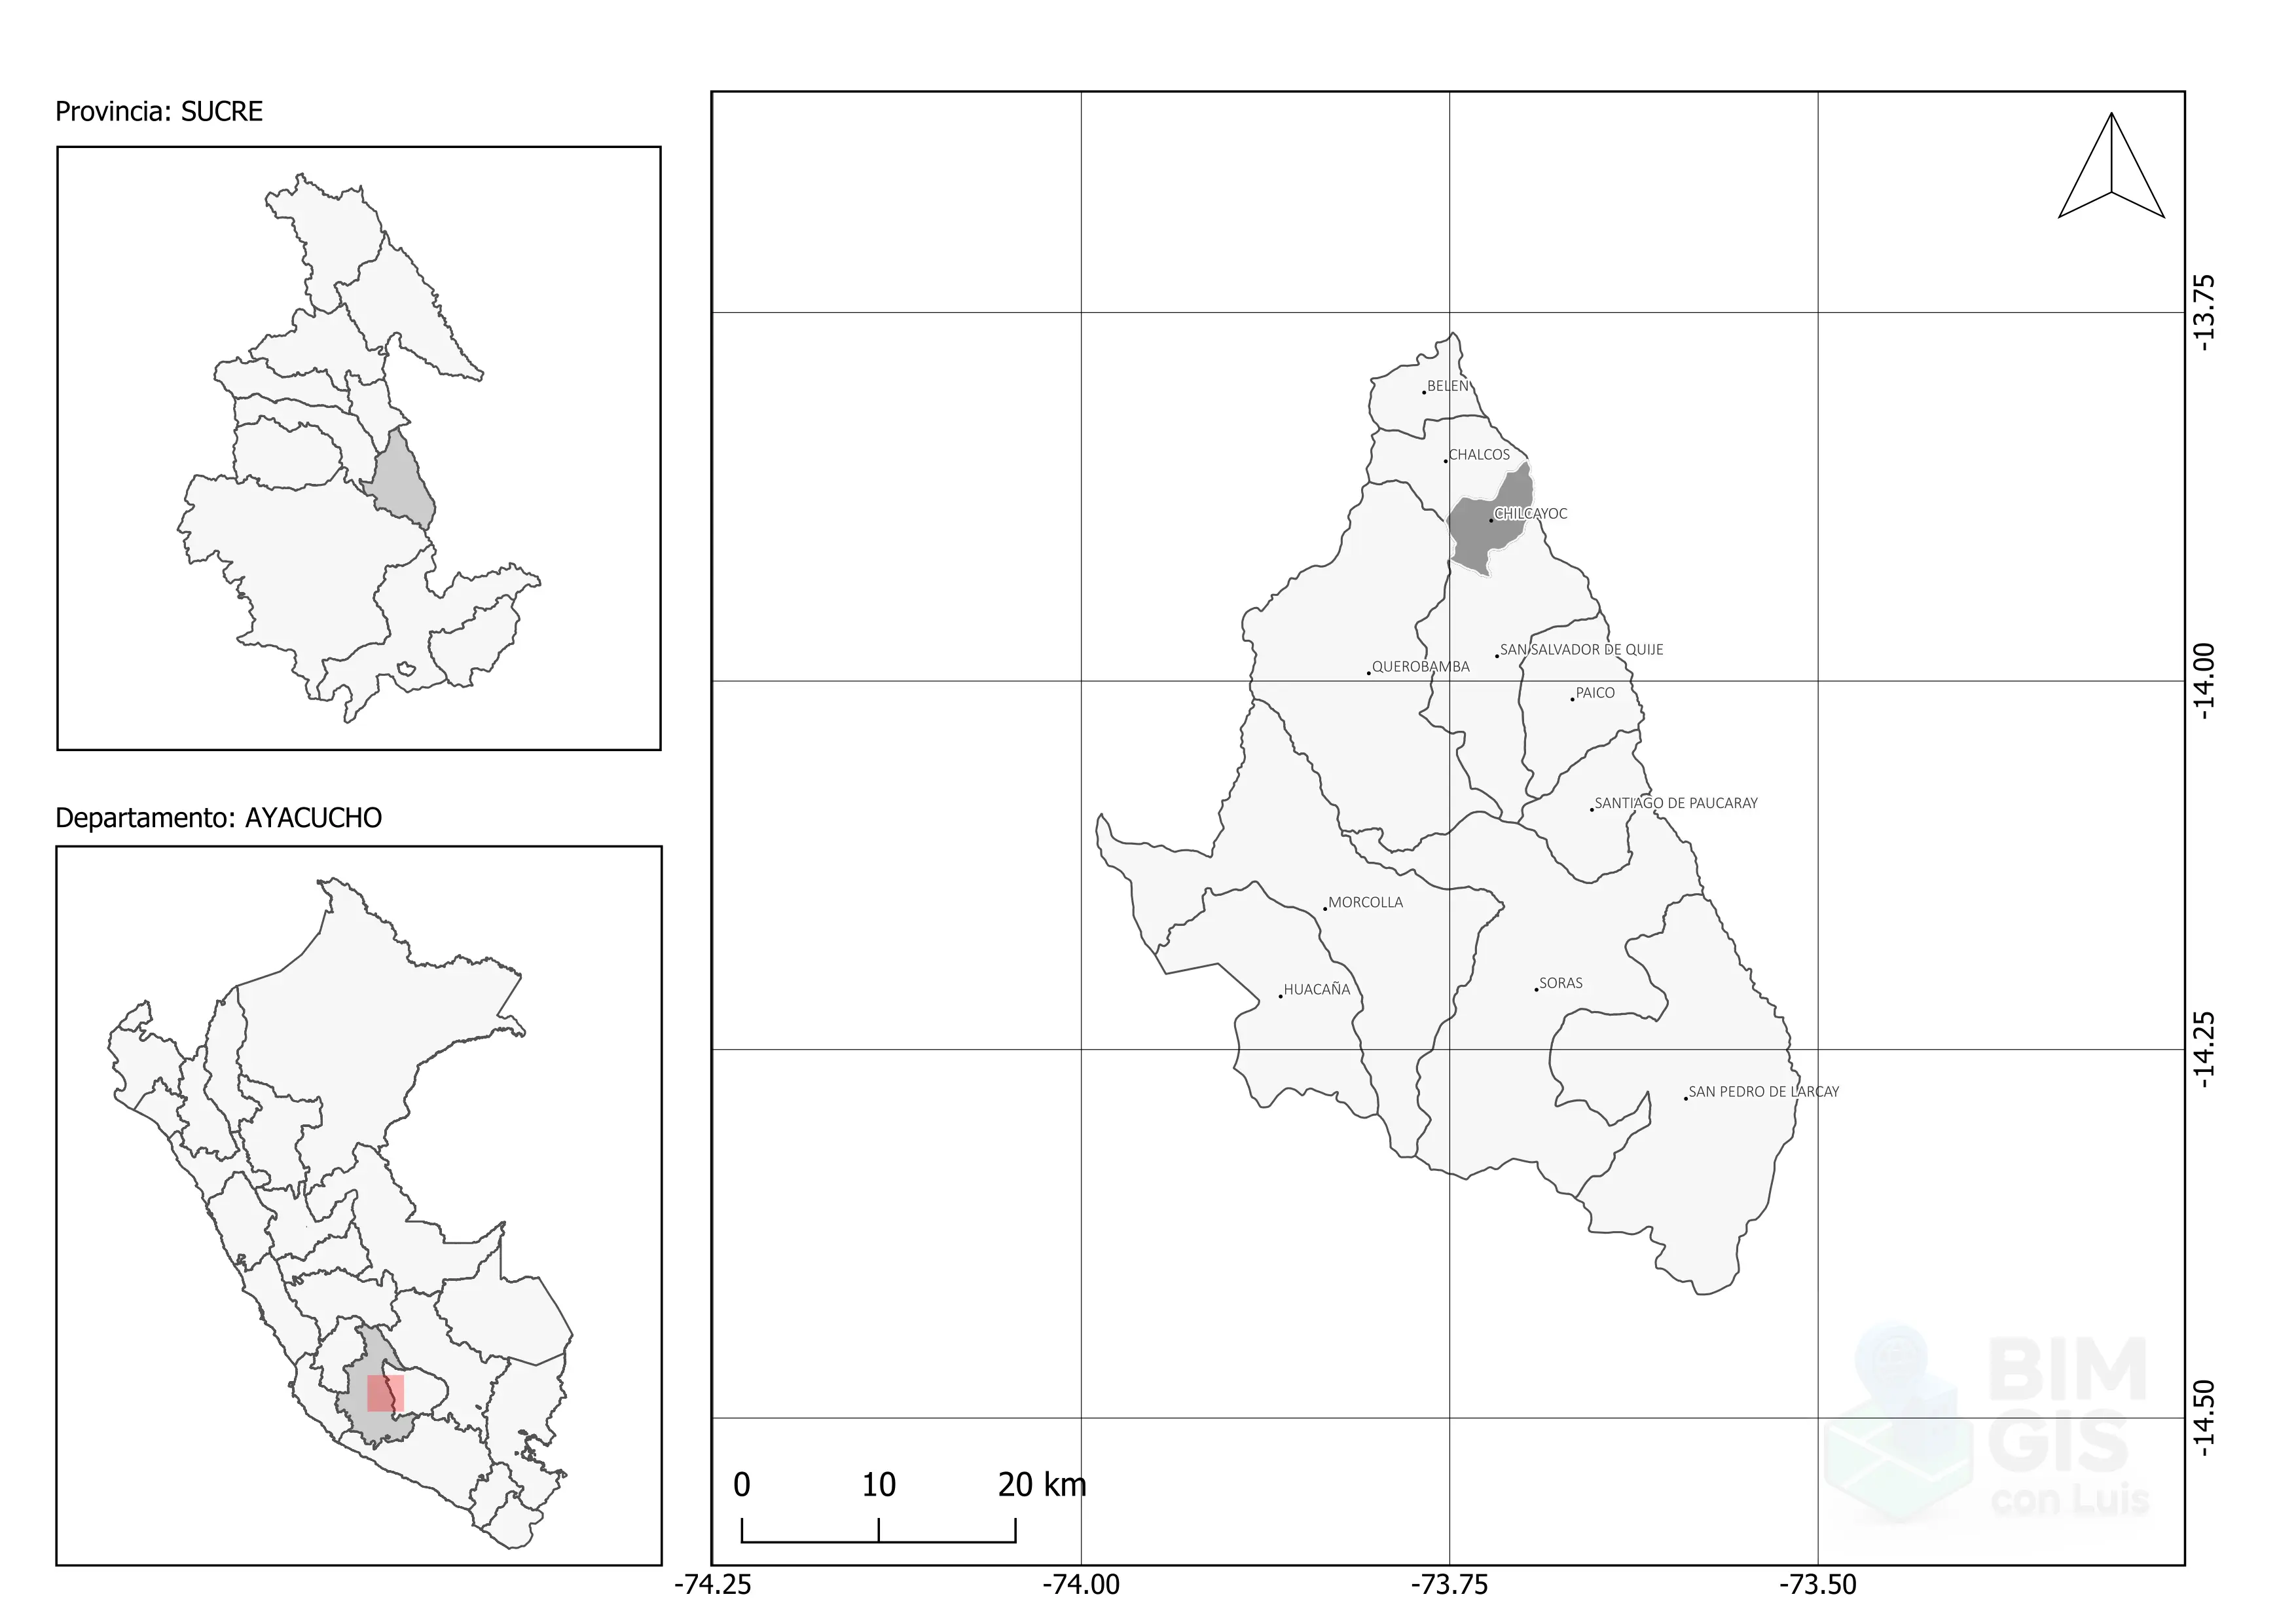 Provincia: SUCRE
Departamento: AYACUCHO
BELEN
CHALCOS
CHILCAYOC
SAN SALVADOR DE QUIJE
QUEROBAMBA
PAICO
SANTIAGO DE PAUCARAY
MORCOLLA
SORAS
HUACAÑA
SAN PEDRO DE LARCAY
-13.75
-14.00
-14.25
-14.50
0 10 20 km
-74.25 -74.00 -73.75 -73.50
BIM
GIS
con Luis